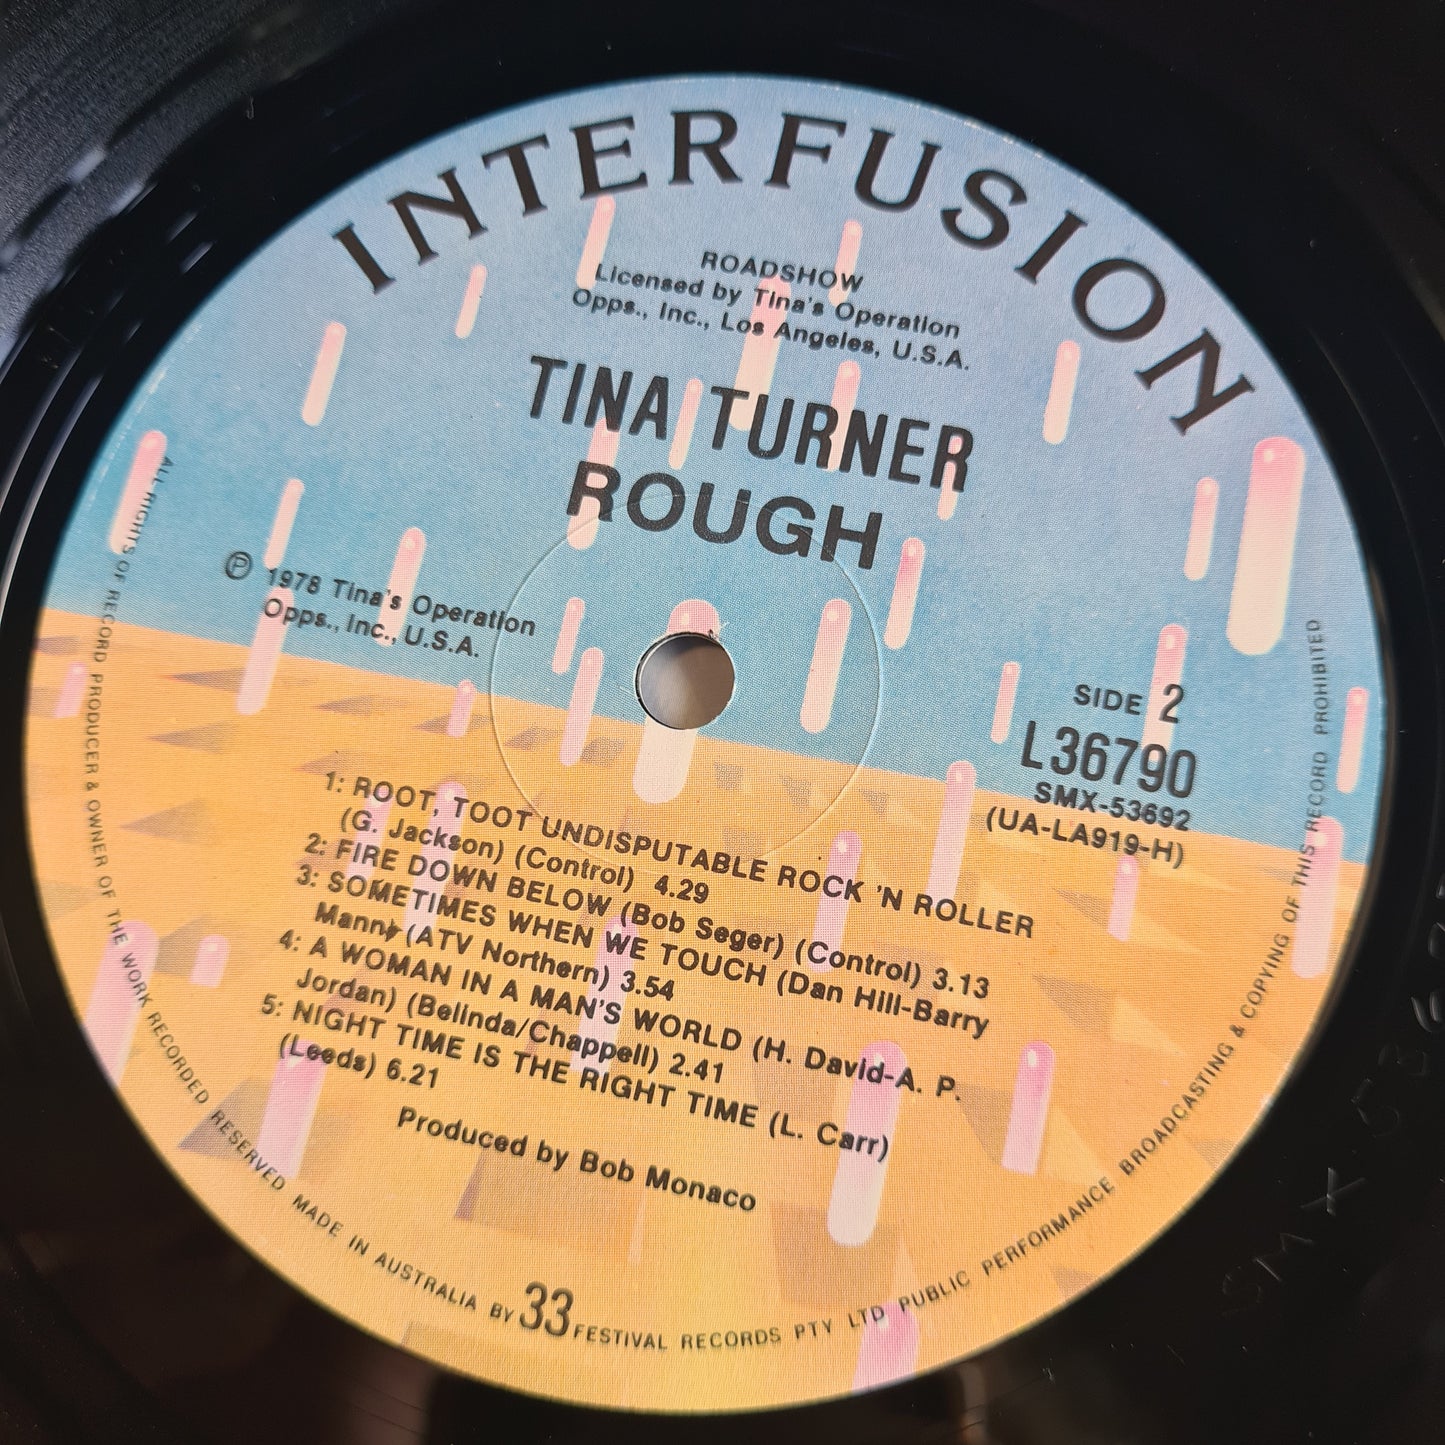 INTERFUSION
ROADSHOW
Licensed by Tina's Operation
Opps., Inc., Los Angeles, U.S.A.
TINA TURNER
ROUGH
Ⓟ 1978 Tina's Operation
Opps., Inc., U.S.A.
SIDE 2
L36790
SMX-53692
(UA-LA919-H)
1: ROOT, TOOT UNDISPUTABLE ROCK 'N ROLLER
(G. Jackson) (Control) 4.29
2: FIRE DOWN BELOW (Bob Seger) (Control) 3.13
3: SOMETIMES WHEN WE TOUCH (Dan Hill-Barry
Mann) (ATV Northern) 3.54
4: A WOMAN IN A MAN'S WORLD (H. David-A. P.
Jordan) (Belinda/Chappell) 2.41
5: NIGHT TIME IS THE RIGHT TIME (L. Carr)
(Leeds) 6.21
Produced by Bob Monaco
33
ALL RIGHTS OF RECORD PRODUCER & OWNER OF THE WORK RECORDED RESERVED MADE IN AUSTRALIA BY FESTIVAL RECORDS PTY LTD PUBLIC PERFORMANCE BROADCASTING & COPYING OF THIS RECORD PROHIBITED